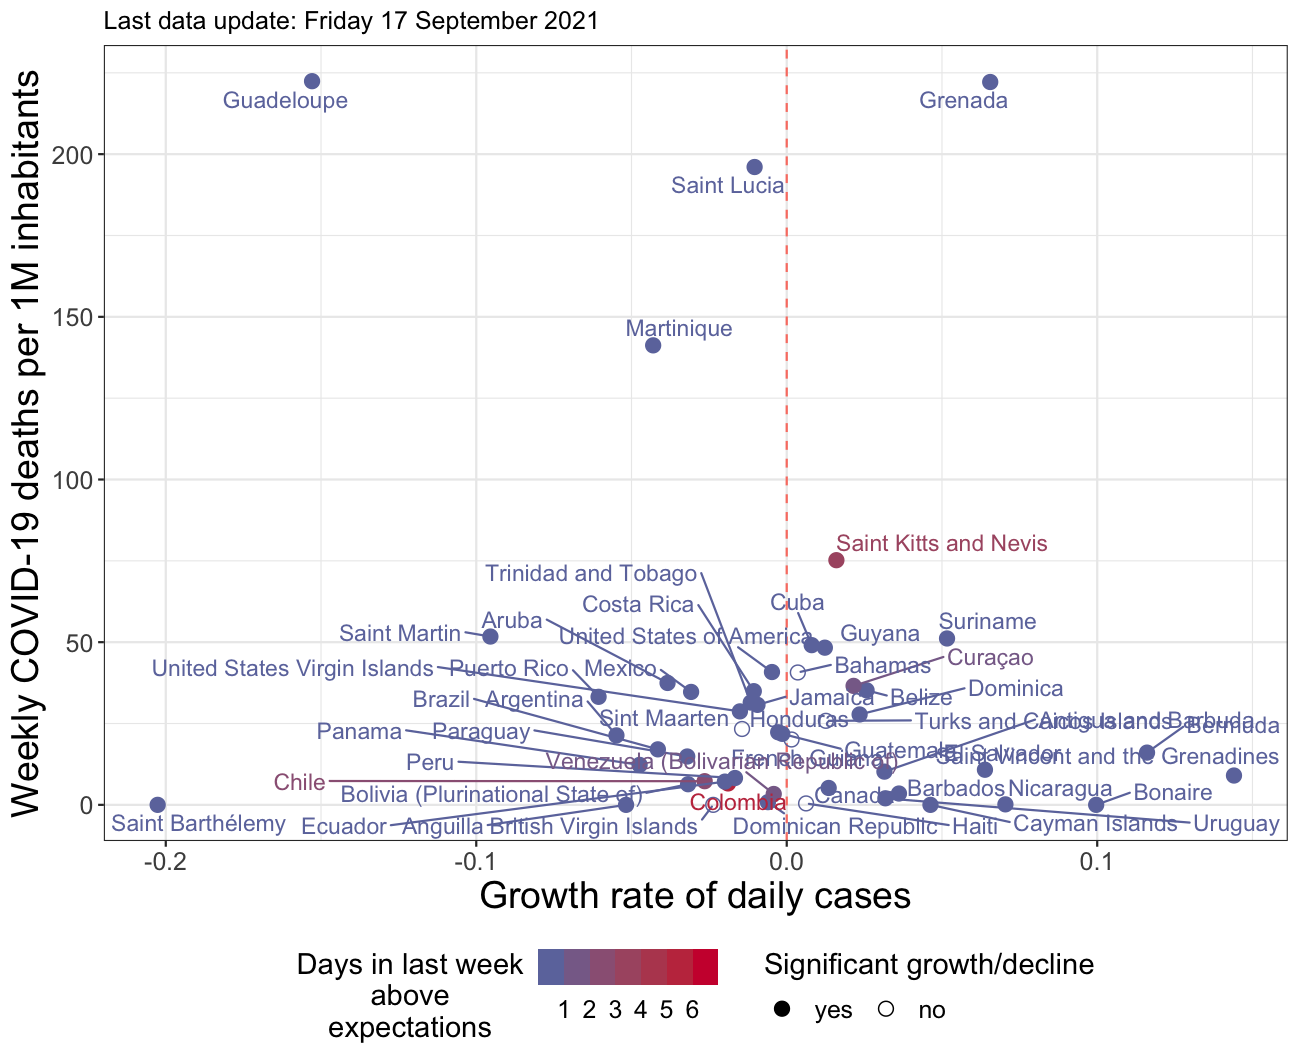 Last data update: Friday 17 September 2021
Weekly COVID-19 deaths per 1M inhabitants
200
150
100
50
0
Guadeloupe
Grenada
Saint Lucia
Martinique
Saint Kitts and Nevis
Trinidad and Tobago
Costa Rica
Cuba
Aruba
Suriname
Saint Martin
United States of America
Guyana
Curaçao
United States Virgin Islands
Puerto Rico
Mexico
Bahamas
Dominica
Brazil
Argentina
Jamaica
Belize
Sint Maarten
Honduras
Turks and Caicos Islands
Antigua and Barbuda
Bermuda
Panama
Paraguay
Guatemala
El Salvador
Saint Vincent and the Grenadines
Peru
Venezuela (Bolivarian Republic of)
French Guiana
Chile
Bolivia (Plurinational State of)
Colombia
Canada
Barbados
Nicaragua
Bonaire
Saint Barthélemy
Ecuador
Anguilla
British Virgin Islands
Dominican Republic
Haiti
Cayman Islands
Uruguay
-0.2
-0.1
0.0
0.1
Growth rate of daily cases
Days in last week
above
expectations
1 2 3 4 5 6
Significant growth/decline
yes
no